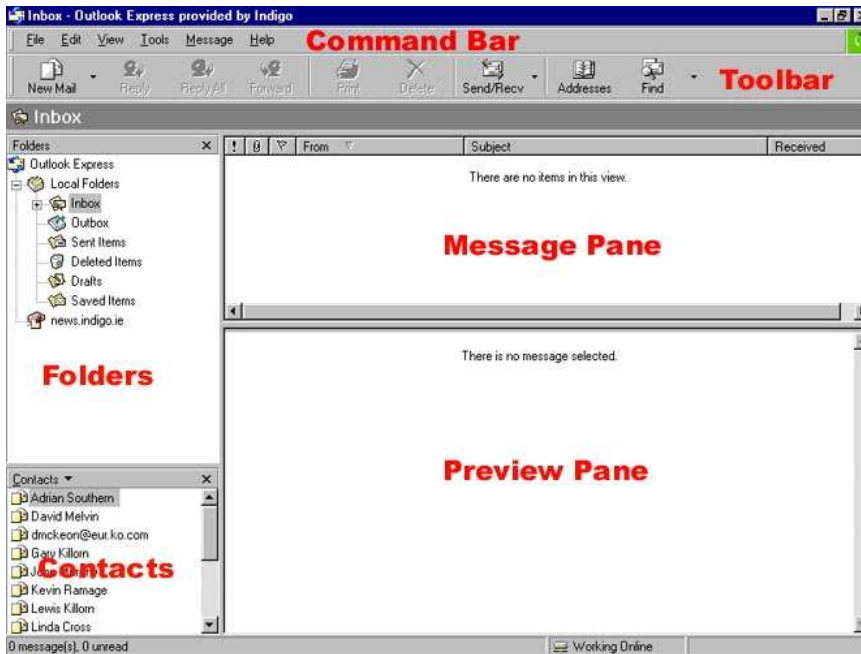 Inbox - Outlook Express provided by Indigo
File Edit View Tools Message Help Command Bar
New Mail Reply Reply All Forward Print Delete Send/Recv Addresses Find Toolbar
Inbox
Folders
! From Subject Received
Outlook Express
There are no items in this view.
Local Folders
Inbox
Outbox
Sent Items
Message Pane
Deleted Items
Drafts
Saved Items
news.indigo.ie
There is no message selected.
Folders
Preview Pane
Contacts
Adrian Southern
David Melvin
dmckeon@eur.ko.com
Gary Killorn
Contacts
Kevin Ramage
Lewis Killorn
Linda Cross
0 message(s), 0 unread Working Online